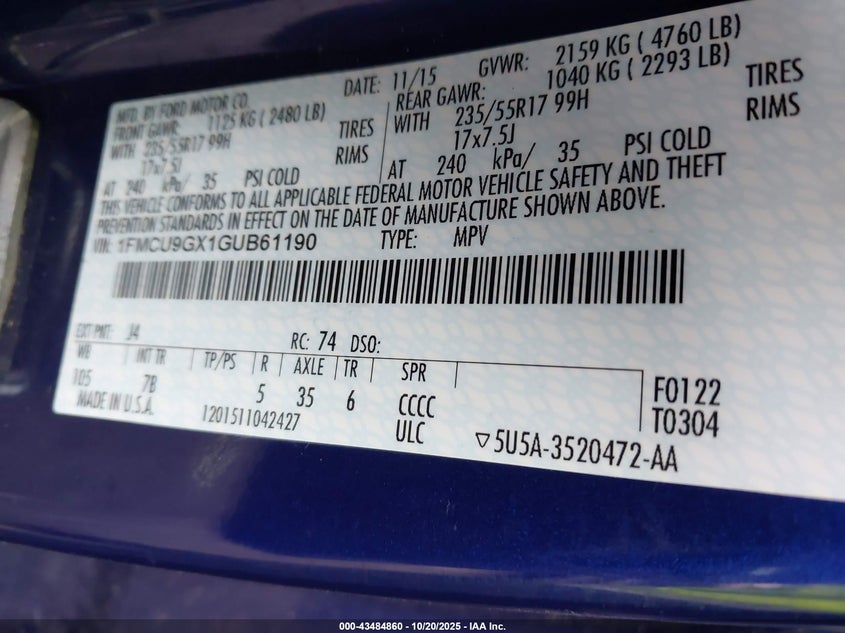 MFD. BY FORD MOTOR CO. DATE: 11/15 GVWR: 2159 KG ( 4760 LB)
FRONT GAWR: 1125 KG ( 2480 LB) REAR GAWR: 1040 KG ( 2293 LB)
WITH 235/55R17 99H TIRES WITH 235/55R17 99H TIRES
17x7.5J RIMS 17x7.5J RIMS
AT 240 kPa/ 35 PSI COLD AT 240 kPa/ 35 PSI COLD
THIS VEHICLE CONFORMS TO ALL APPLICABLE FEDERAL MOTOR VEHICLE SAFETY AND THEFT
PREVENTION STANDARDS IN EFFECT ON THE DATE OF MANUFACTURE SHOWN ABOVE.
VIN: 1FMCU9GX1GUB61190 TYPE: MPV
EXT PNT: J4 RC: 74 DSO:
WB INT TR TP/PS R AXLE TR SPR
105 7B 5 35 6 CCCC F0122
MADE IN U.S.A. 1201511042427 ULC T0304
▽5U5A-3520472-AA
000-43484860 - 10/20/2025 - IAA Inc.